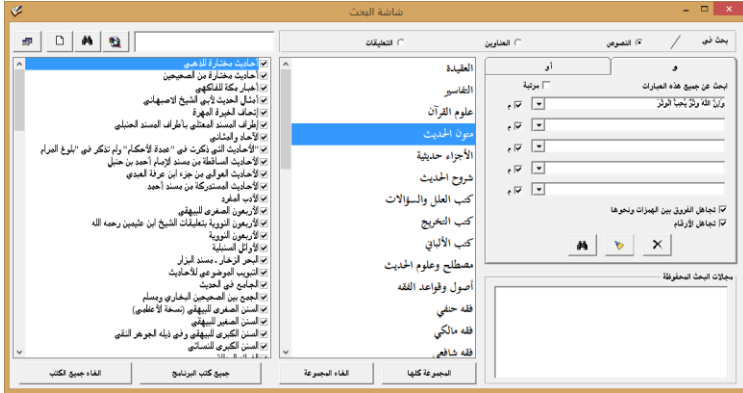 شاشة البحث
بحث في
النصوص
العناوين
التعليقات
و
أو
ابحث عن جميع هذه العبارات
مرتبة
وَإِنَّ اللهَ وِتْرٌ يُحِبُّ الْوِتْرَ
م
م
م
م
م
تجاهل الفروق بين الهمزات ونحوها
تجاهل الأرقام
مجالات البحث المحفوظة
العقيدة
التفاسير
علوم القرآن
متون الحديث
الأجزاء حديثية
شروح الحديث
كتب العلل والسؤالات
كتب التخريج
كتب الألباني
مصطلح وعلوم الحديث
أصول وقواعد الفقه
فقه حنفي
فقه مالكي
فقه شافعي
المجموعة كلها
الغاء المجموعة
أحاديث مختارة للذهبي
أحاديث مختارة من الصحيحين
أخبار مكة للفاكهي
أمثال الحديث لأبي الشيخ الاصبهاني
إتحاف الخيرة المهرة
إطراف المسند المعتلي بأطراف المسند الحنبلي
الآحاد والمثاني
"الأحاديث التي ذكرت في "عمدة الأحكام" ولم تذكر في "بلوغ المرام
الأحاديث الساقطة من مسند الإمام أحمد بن حنبل
الأحاديث العوالي من جزء ابن عرفة العبدي
الأحاديث المستدركة من مسند أحمد
الأدب المفرد
الأربعون الصغرى للبيهقي
الأربعون النووية بتعليقات الشيخ ابن عثيمين رحمه الله
الأربعون النووية
الأوائل السنبلية
البحر الزخار ـ مسند البزار
التبويب الموضوعي للأحاديث
الجامع في الحديث
الجمع بين الصحيحين البخاري ومسلم
السنن الصغرى للبيهقي (نسخة الأعظمي)
السنن الصغير للبيهقي
السنن الكبرى للبيهقي وفي ذيله الجوهر النقي
السنن الكبرى للنسائي
جميع كتب البرنامج
الغاء جميع الكتب